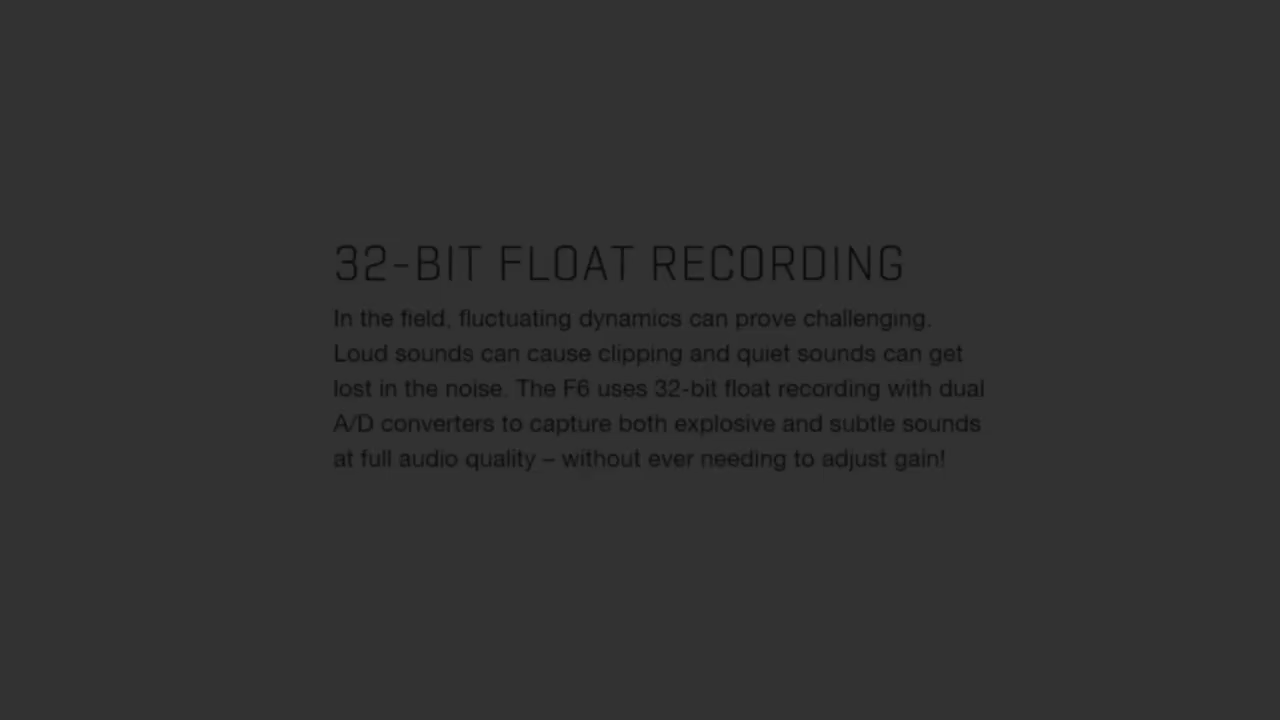 32-BIT FLOAT RECORDING
In the field, fluctuating dynamics can prove challenging.
Loud sounds can cause clipping and quiet sounds can get
lost in the noise. The F6 uses 32-bit float recording with dual
A/D converters to capture both explosive and subtle sounds
at full audio quality – without ever needing to adjust gain!